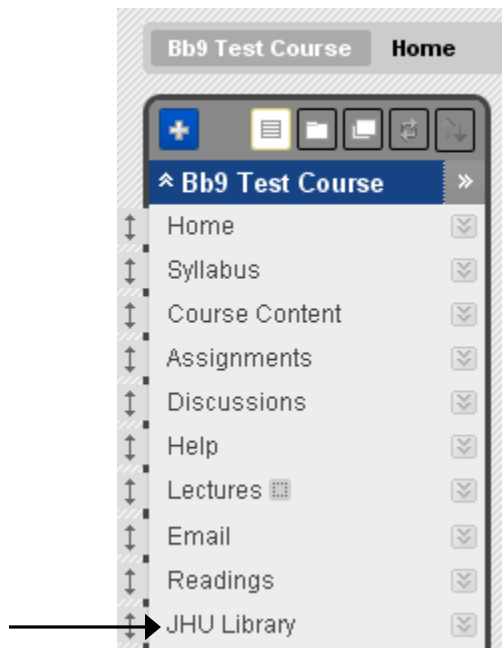 Bb9 Test Course Home
Bb9 Test Course
Home
Syllabus
Course Content
Assignments
Discussions
Help
Lectures
Email
Readings
JHU Library